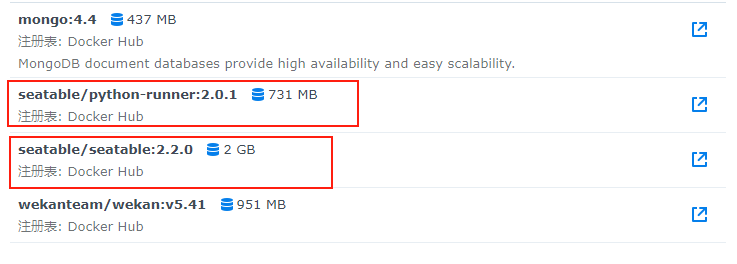 mongo:4.4 437 MB
注册表: Docker Hub
MongoDB document databases provide high availability and easy scalability.
seatable/python-runner:2.0.1 731 MB
注册表: Docker Hub
seatable/seatable:2.2.0 2 GB
注册表: Docker Hub
wekanteam/wekan:v5.41 951 MB
注册表: Docker Hub